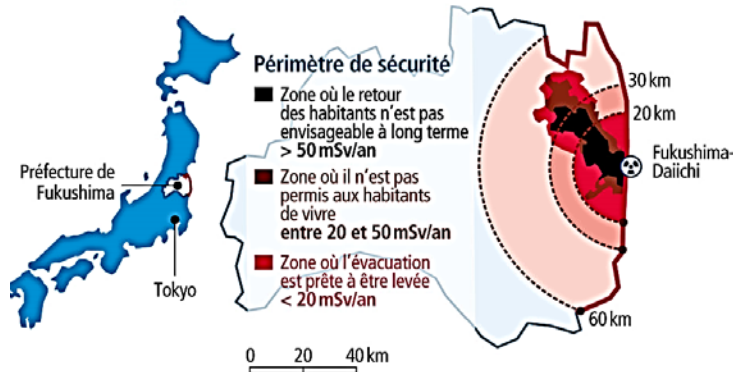 Périmètre de sécurité
Zone où le retour
des habitants n'est pas
envisageable à long terme
> 50 mSv/an
Zone où il n'est pas
permis aux habitants
de vivre
entre 20 et 50 mSv/an
Zone où l'évacuation
est prête à être levée
< 20 mSv/an
Préfecture de
Fukushima
Tokyo
30 km
20 km
Fukushima-
Daiichi
60 km
0 20 40 km